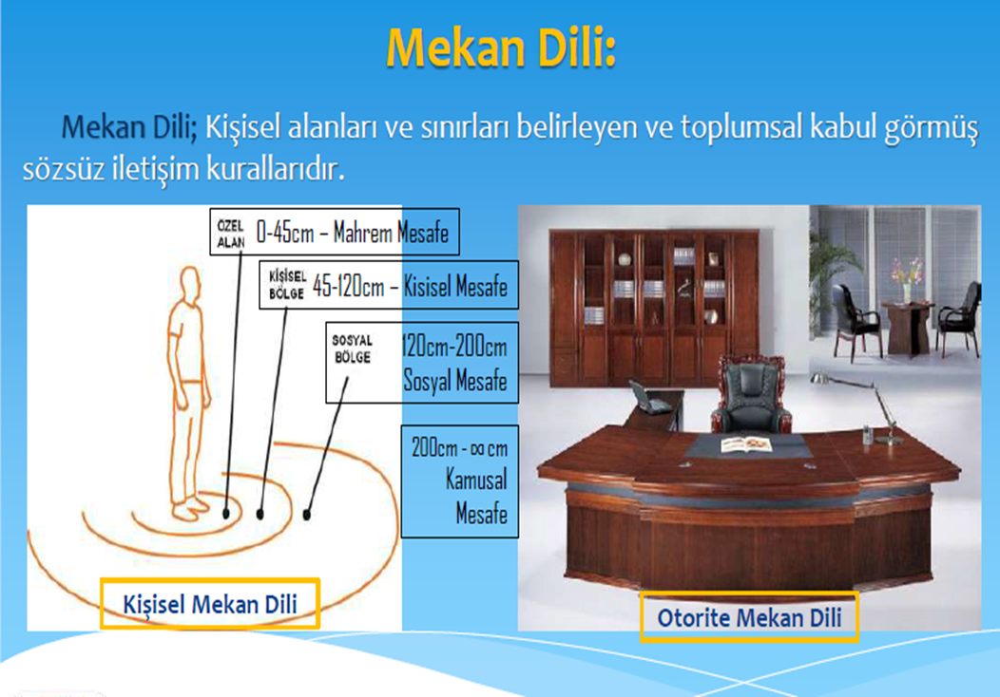 Mekan Dili:
Mekan Dili; Kişisel alanları ve sınırları belirleyen ve toplumsal kabul görmüş
sözsüz iletişim kurallarıdır.
ÖZEL
ALAN
0-45cm – Mahrem Mesafe
KİŞİSEL
BÖLGE
45-120cm – Kisisel Mesafe
SOSYAL
BÖLGE
120cm-200cm
Sosyal Mesafe
200cm - ∞ cm
Kamusal
Mesafe
Kişisel Mekan Dili
Otorite Mekan Dili